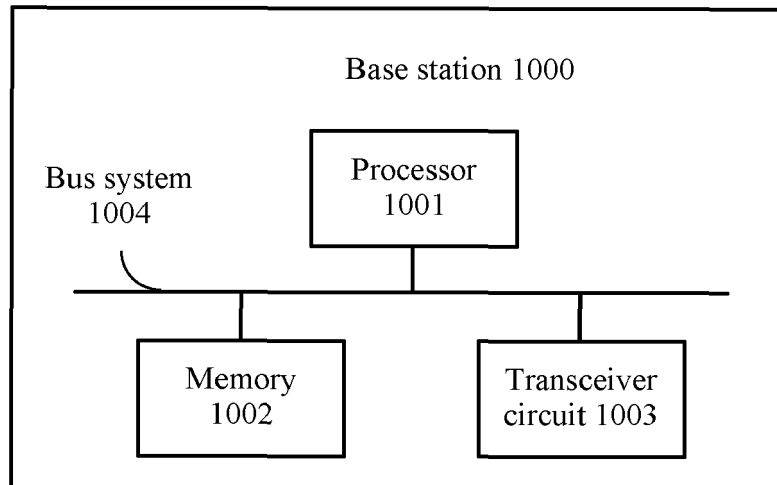 Base station 1000
Processor
1001
Bus system
1004
Memory
1002
Transceiver
circuit 1003